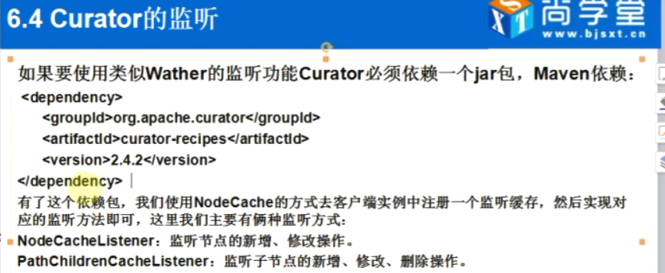 6.4 Curator的监听
尚学堂
www.bjsxt.com
如果要使用类似Wather的监听功能Curator必须依赖一个jar包，Maven依赖：
<dependency>
<groupId>org.apache.curator</groupId>
<artifactId>curator-recipes</artifactId>
<version>2.4.2</version>
</dependency>
有了这个依赖包，我们使用NodeCache的方式去客户端实例中注册一个监听缓存，然后实现对
应的监听方法即可，这里我们主要有俩种监听方式：
NodeCacheListener：监听节点的新增、修改操作。
PathChildrenCacheListener：监听子节点的新增、修改、删除操作。